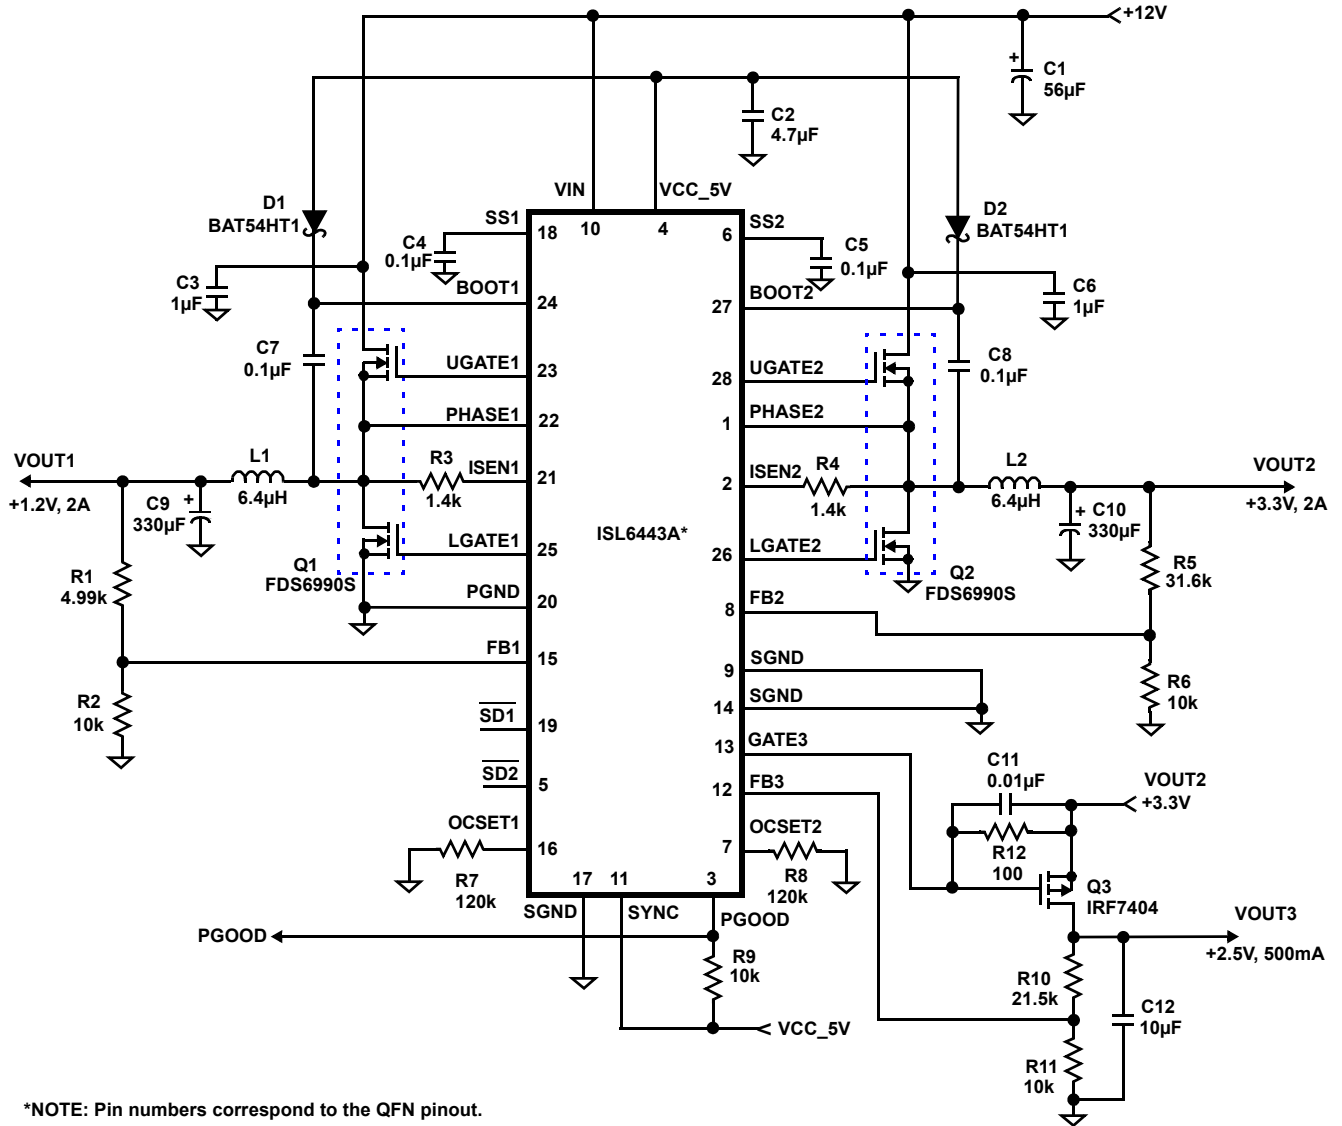 +12V
+
C1
56µF
C2
4.7µF
VIN
VCC_5V
D1
BAT54HT1
D2
BAT54HT1
SS1
18
10
4
6
SS2
C4
0.1µF
C5
0.1µF
C3
1µF
C6
1µF
BOOT1
24
27
BOOT2
C7
0.1µF
C8
0.1µF
UGATE1
23
28
UGATE2
PHASE1
22
1
PHASE2
VOUT1
+1.2V, 2A
C9
+
330µF
L1
6.4µH
R3
1.4k
ISEN1
21
2
ISEN2
R4
1.4k
L2
6.4µH
VOUT2
+3.3V, 2A
+
C10
330µF
ISL6443A*
LGATE1
25
26
LGATE2
Q1
FDS6990S
Q2
FDS6990S
R1
4.99k
R5
31.6k
PGND
20
8
FB2
FB1
15
9
SGND
R2
10k
R6
10k
14
SGND
SD1
19
13
GATE3
SD2
5
12
FB3
C11
0.01µF
VOUT2
+3.3V
OCSET1
16
7
OCSET2
R7
120k
R8
120k
R12
100
Q3
IRF7404
17
11
3
SGND
SYNC
PGOOD
PGOOD
VOUT3
+2.5V, 500mA
R9
10k
R10
21.5k
C12
10µF
VCC_5V
R11
10k
*NOTE: Pin numbers correspond to the QFN pinout.